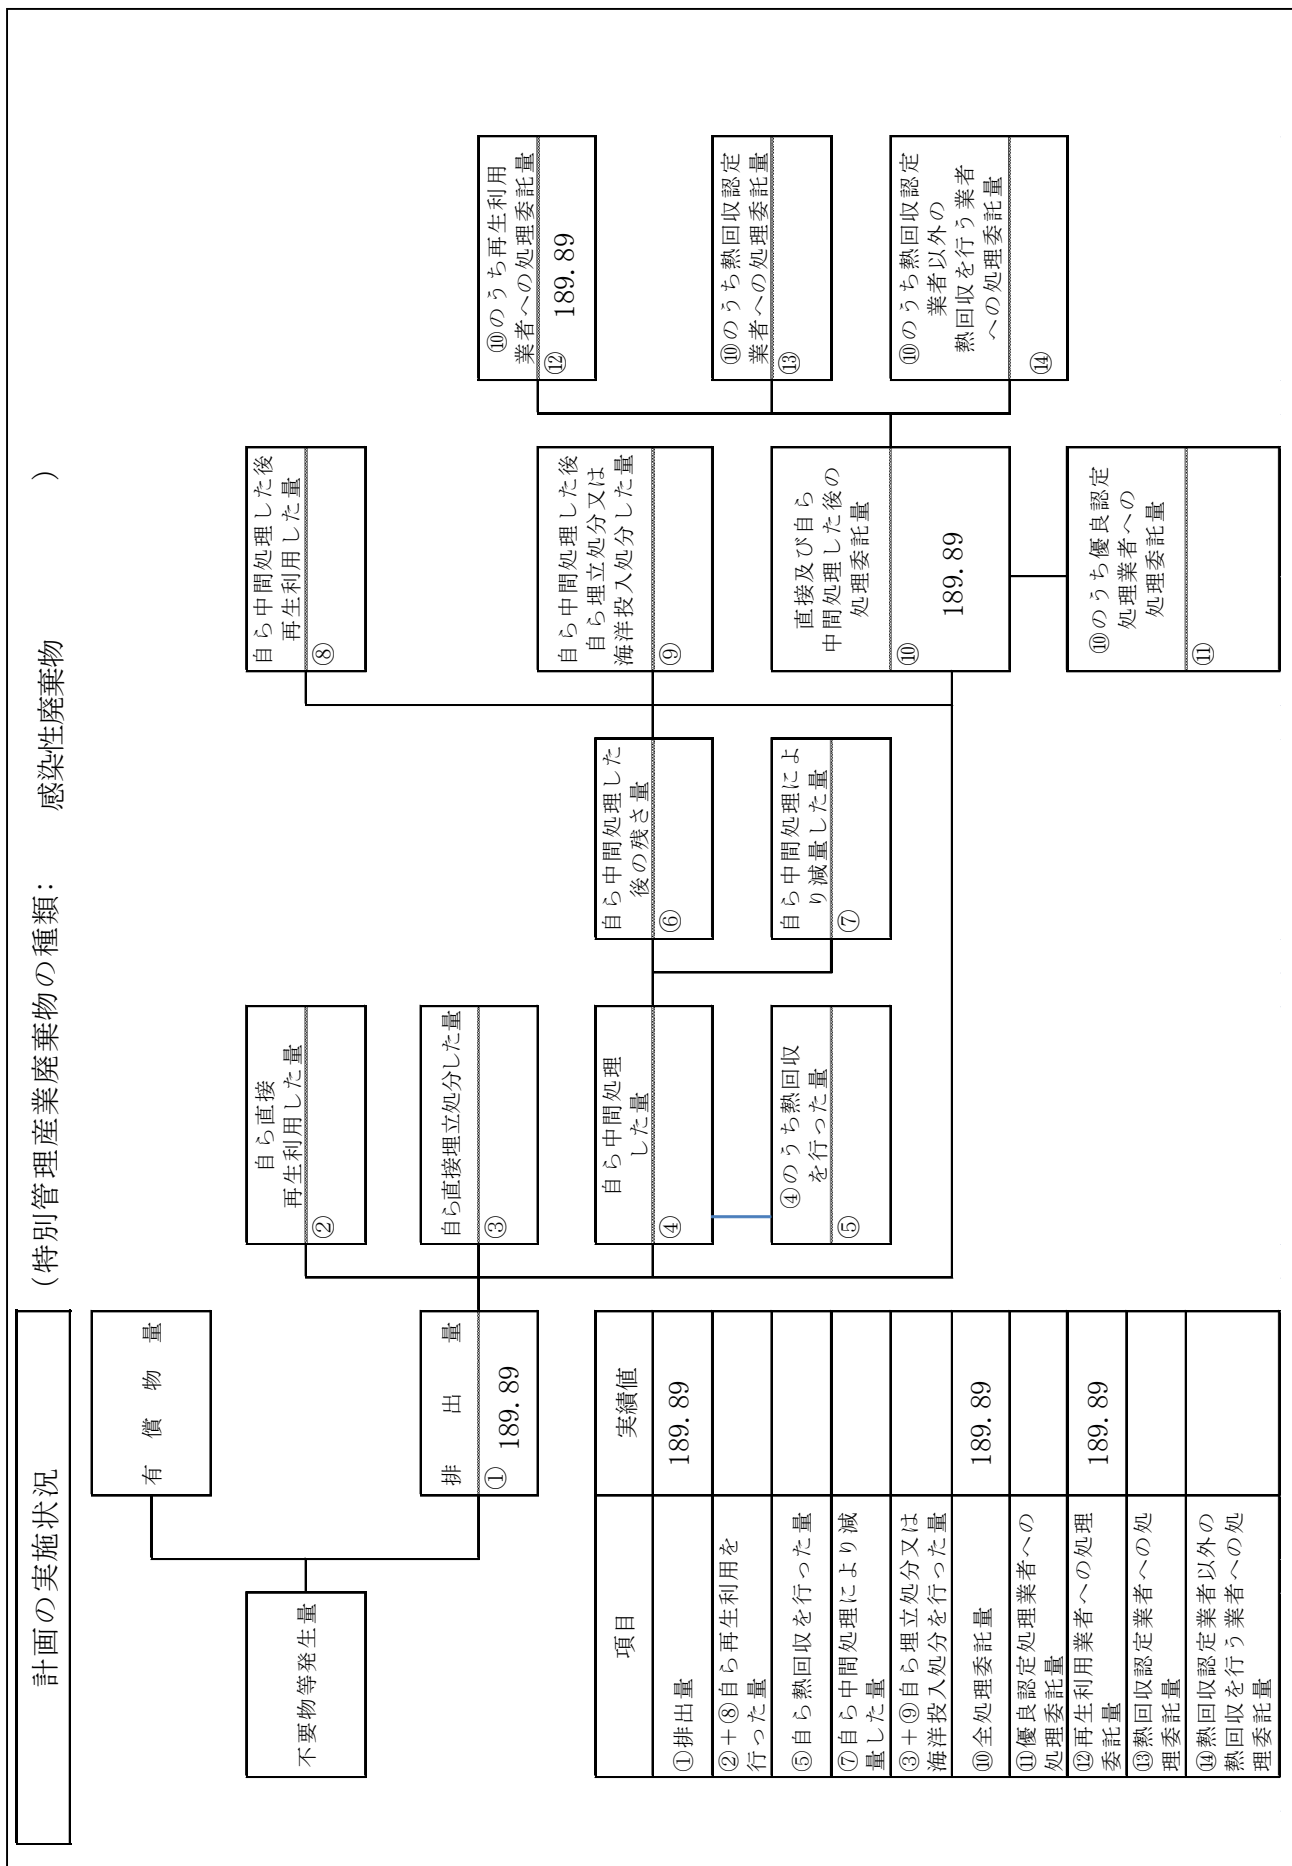 計画の実施状況
（特別管理産業廃棄物の種類：　感染性廃棄物　）
有償物量
不要物等発生量
排出量
① 189.89
自ら直接
再生利用した量
②
自ら直接埋立処分した量
③
自ら中間処理
した量
④
④のうち熱回収
を行った量
⑤
自ら中間処理した
後の残さ量
⑥
自ら中間処理によ
り減量した量
⑦
自ら中間処理した後
再生利用した量
⑧
自ら中間処理した後
自ら埋立処分又は
海洋投入処分した量
⑨
直接及び自ら
中間処理した後の
処理委託量
⑩
189.89
⑩のうち優良認定
処理業者への
処理委託量
⑪
⑩のうち再生利用
業者への処理委託量
⑫ 189.89
⑩のうち熱回収認定
業者への処理委託量
⑬
⑩のうち熱回収認定
業者以外の
熱回収を行う業者
への処理委託量
⑭
項目 実績値
①排出量 189.89
②＋⑧自ら再生利用を
行った量
⑤自ら熱回収を行った量
⑦自ら中間処理により減
量した量
③＋⑨自ら埋立処分又は
海洋投入処分を行った量
⑩全処理委託量 189.89
⑪優良認定処理業者への
処理委託量
⑫再生利用業者への処理
委託量 189.89
⑬熱回収認定業者への処
理委託量
⑭熱回収認定業者以外の
熱回収を行う業者への処
理委託量